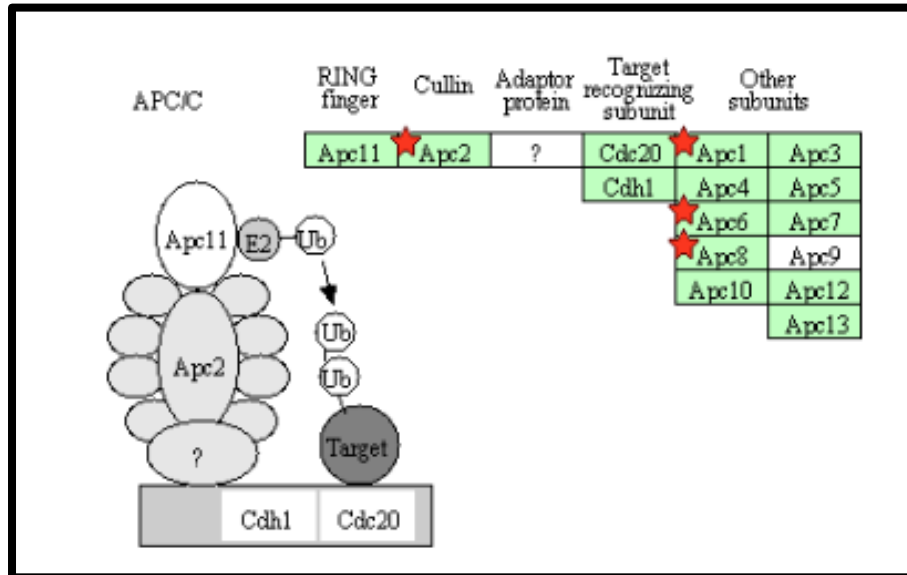 APC/C
RING finger
Cullin
Adaptor protein
Target recognizing subunit
Other subunits
Apc11 Apc2 ? Cdc20 Apc1 Apc3
Cdh1 Apc4 Apc5
Apc6 Apc7
Apc8 Apc9
Apc10 Apc12
Apc13
Apc11 E2 Ub
Ub
Apc2
Ub
?
Target
Cdh1 Cdc20